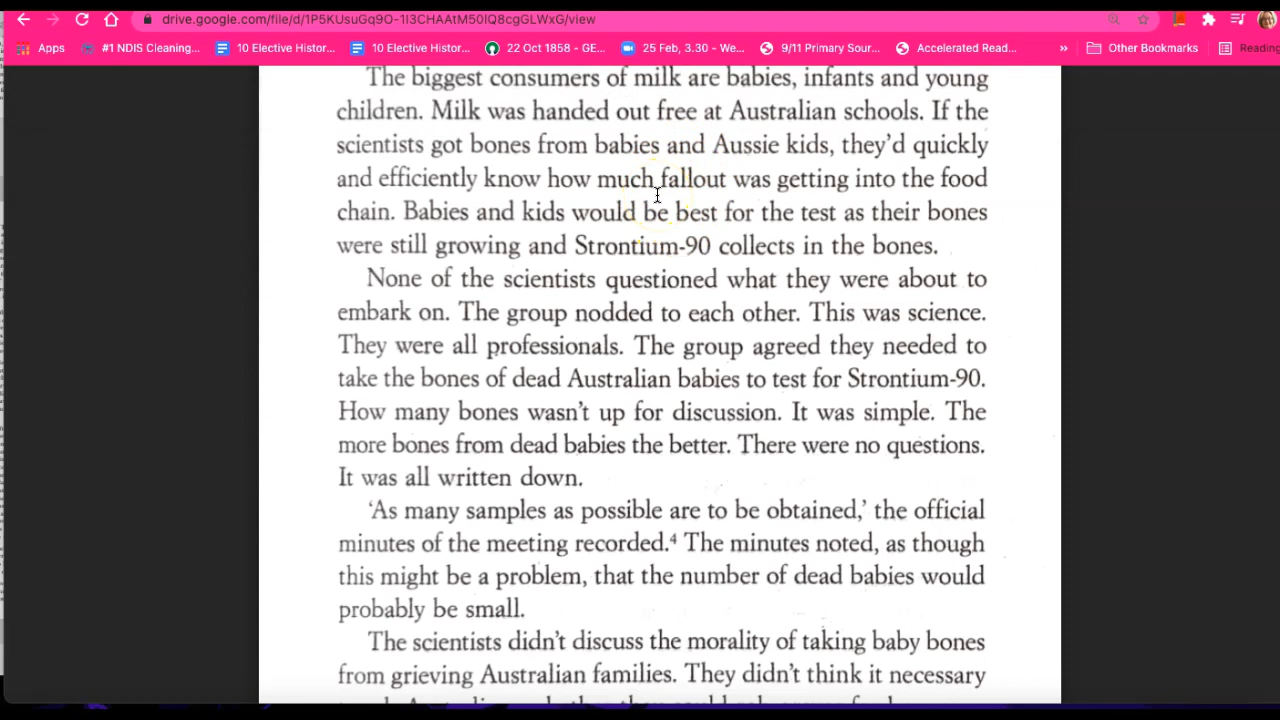 drive.google.com/file/d/1P5KUsuGq9O-1I3CHAAtM50lQ8cgGLWxG/view
Apps #1 NDIS Cleaning... 10 Elective Histor... 10 Elective Histor... 22 Oct 1858 - GE... 25 Feb, 3.30 - We... 9/11 Primary Sour... Accelerated Read... » Other Bookmarks Reading
The biggest consumers of milk are babies, infants and young
children. Milk was handed out free at Australian schools. If the
scientists got bones from babies and Aussie kids, they'd quickly
and efficiently know how much fallout was getting into the food
chain. Babies and kids would be best for the test as their bones
were still growing and Strontium-90 collects in the bones.
None of the scientists questioned what they were about to
embark on. The group nodded to each other. This was science.
They were all professionals. The group agreed they needed to
take the bones of dead Australian babies to test for Strontium-90.
How many bones wasn't up for discussion. It was simple. The
more bones from dead babies the better. There were no questions.
It was all written down.
'As many samples as possible are to be obtained,' the official
minutes of the meeting recorded.⁴ The minutes noted, as though
this might be a problem, that the number of dead babies would
probably be small.
The scientists didn't discuss the morality of taking baby bones
from grieving Australian families. They didn't think it necessary